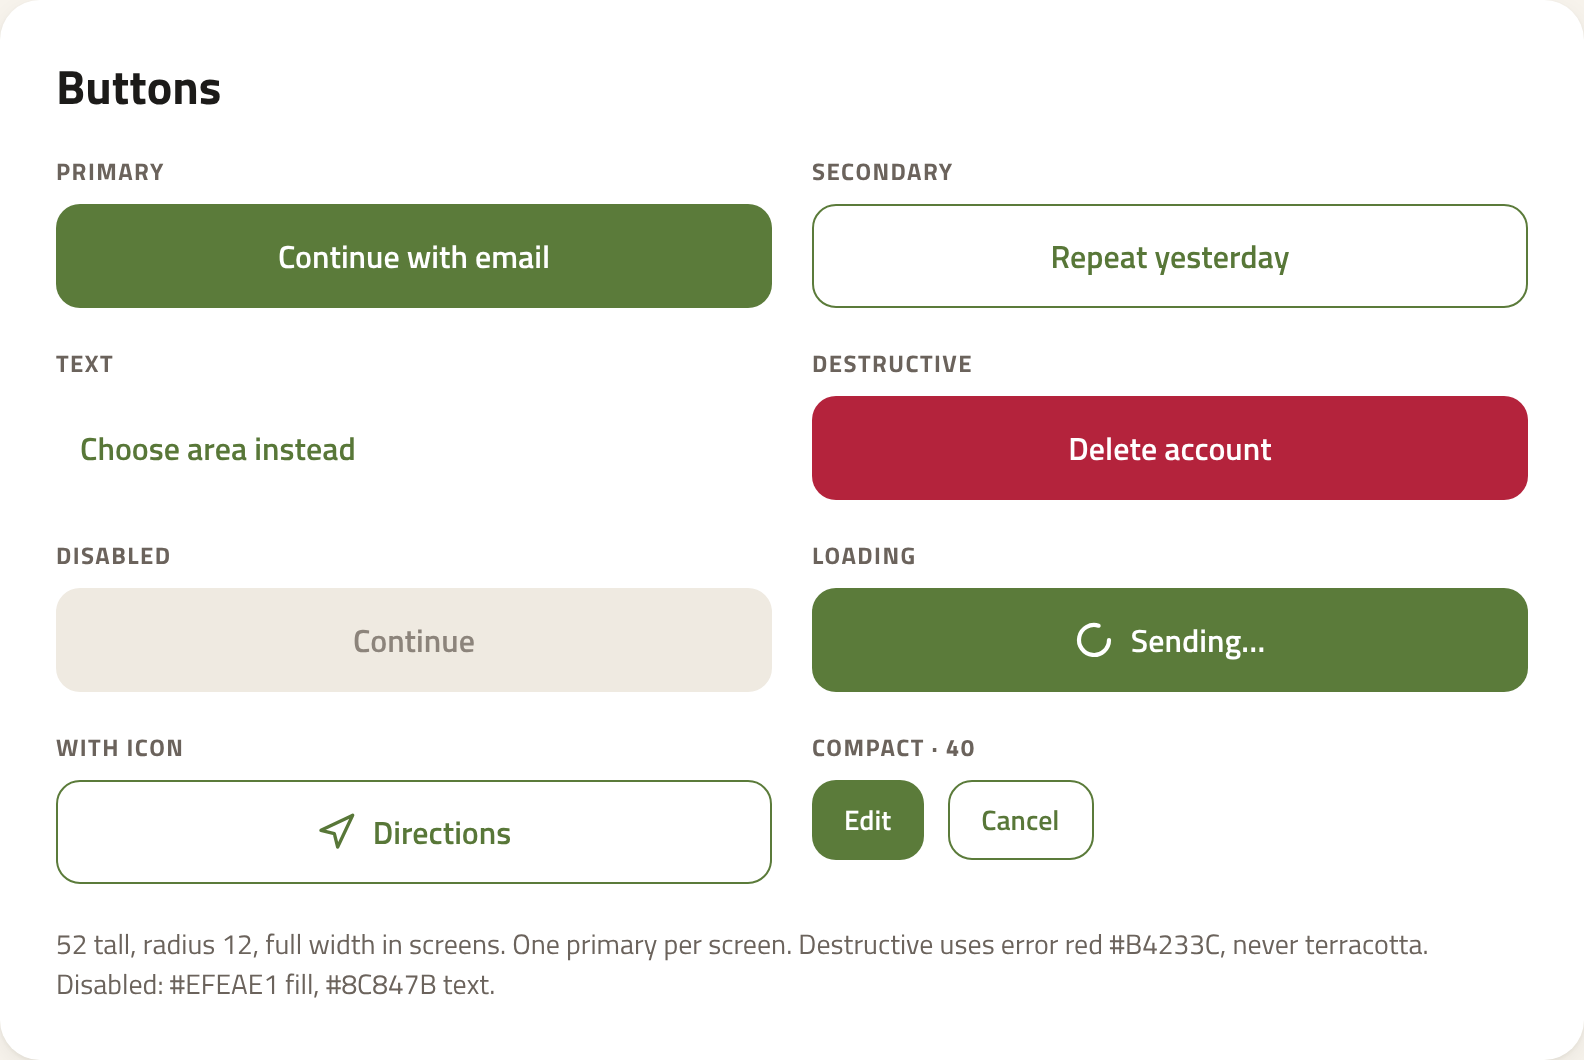 Buttons
PRIMARY
Continue with email
SECONDARY
Repeat yesterday
TEXT
Choose area instead
DESTRUCTIVE
Delete account
DISABLED
Continue
LOADING
Sending...
WITH ICON
Directions
COMPACT · 40
Edit
Cancel
52 tall, radius 12, full width in screens. One primary per screen. Destructive uses error red #B4233C, never terracotta.
Disabled: #EFEAE1 fill, #8C847B text.